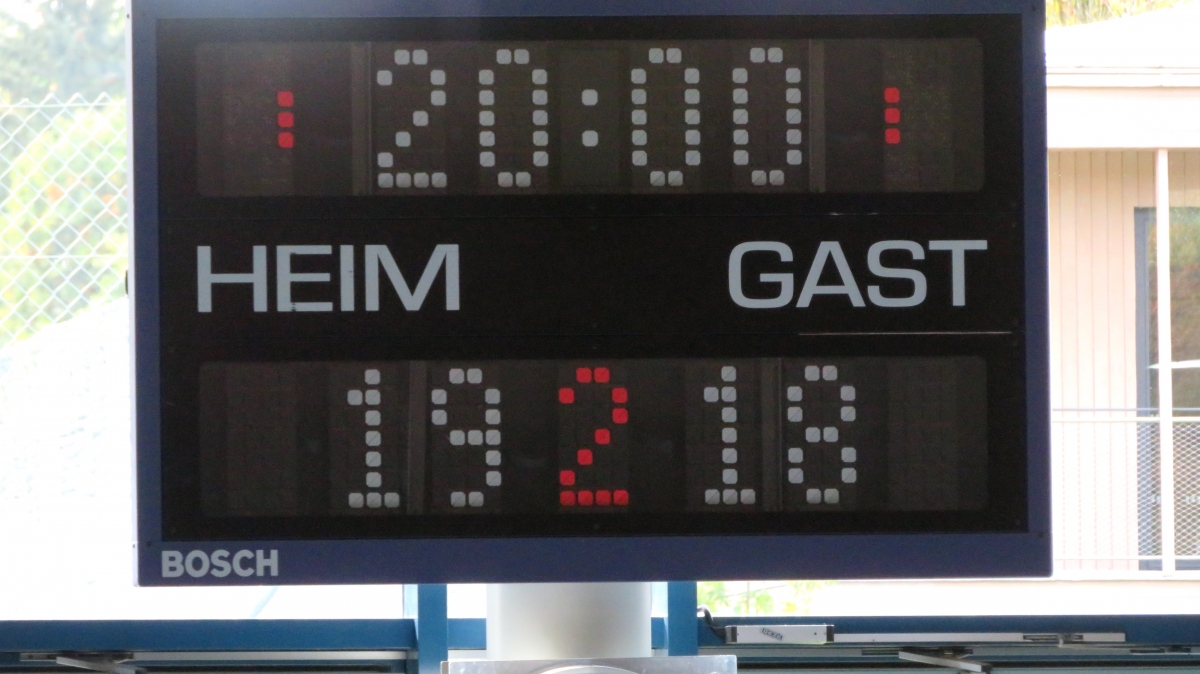 20:00
HEIM GAST
19 2 18
BOSCH